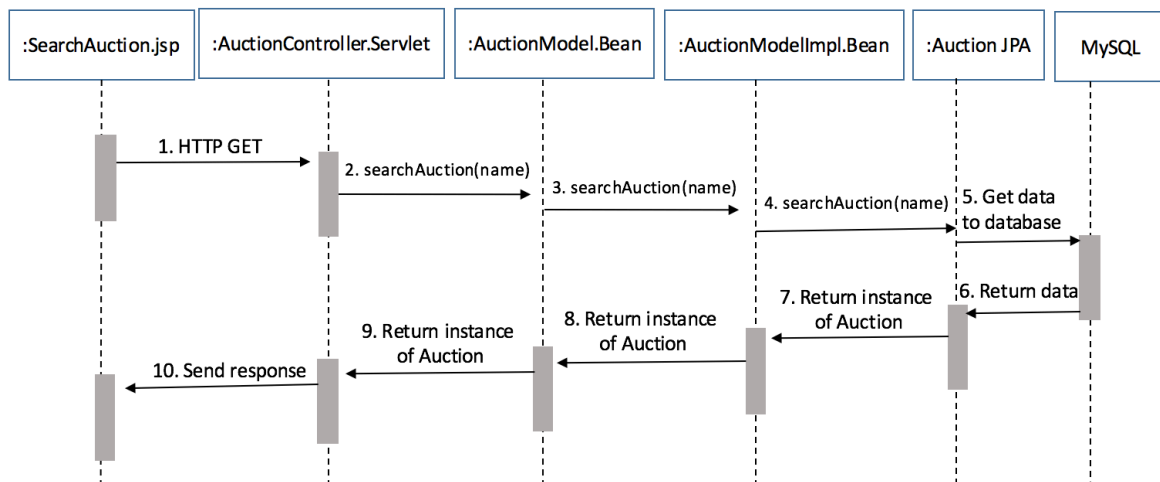 :SearchAuction.jsp
:AuctionController.Servlet
:AuctionModel.Bean
:AuctionModelImpl.Bean
:Auction JPA
MySQL
1. HTTP GET
2. searchAuction(name)
3. searchAuction(name)
4. searchAuction(name)
5. Get data
to database
6. Return data
7. Return instance
of Auction
8. Return instance
of Auction
9. Return instance
of Auction
10. Send response